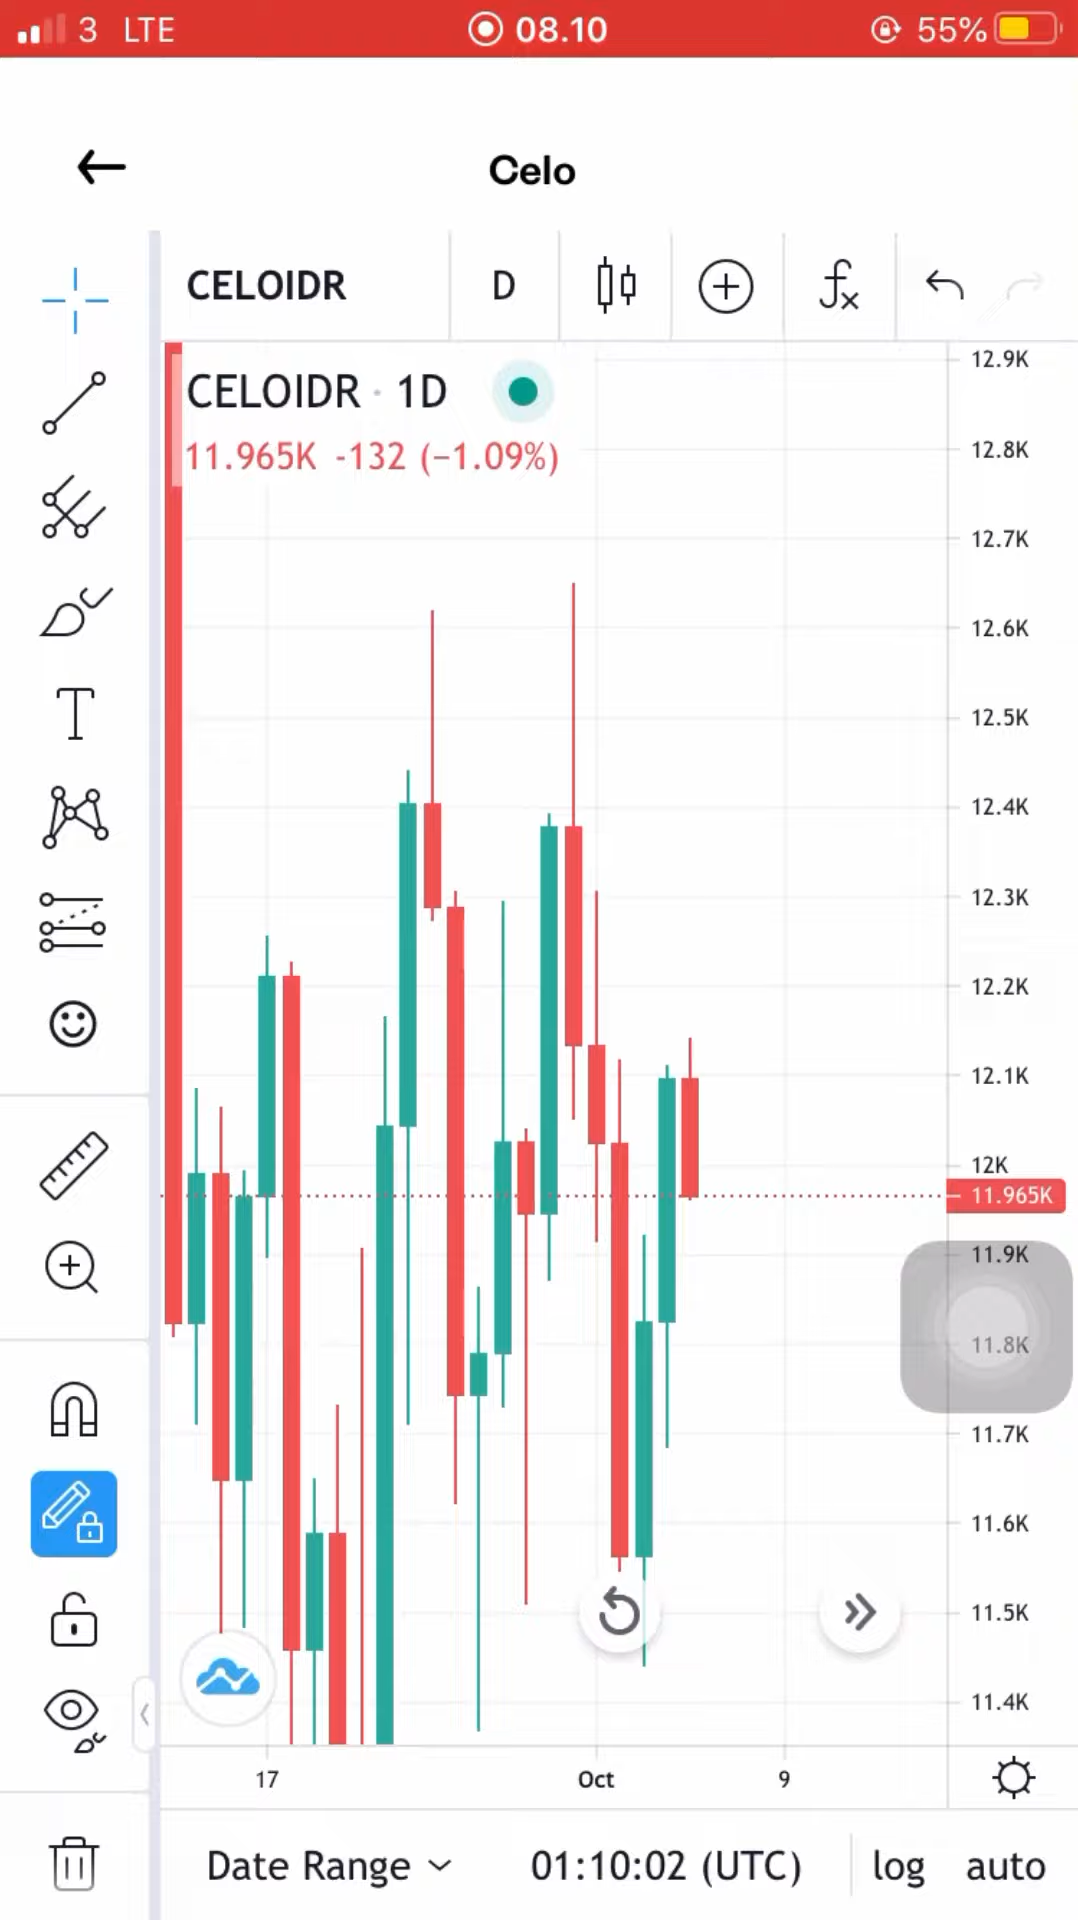 3 LTE 08.10 55%
Celo
CELOIDR D
CELOIDR · 1D
11.965K -132 (−1.09%)
12.9K
12.8K
12.7K
12.6K
12.5K
12.4K
12.3K
12.2K
12.1K
12K
11.965K
11.9K
11.8K
11.7K
11.6K
11.5K
11.4K
17 Oct 9
Date Range 01:10:02 (UTC) log auto